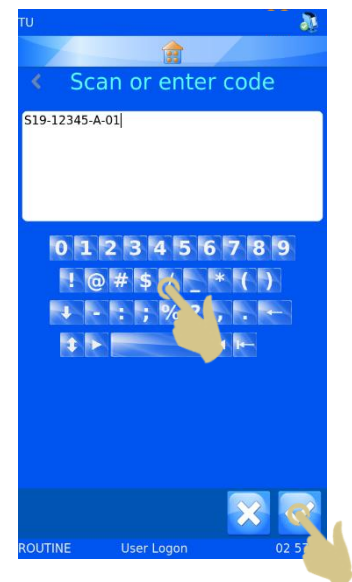 TU
Scan or enter code
S19-12345-A-01
0 1 2 3 4 5 6 7 8 9
! @ # $ / _ * ( )
- : ; % , .
ROUTINE User Logon 02 57